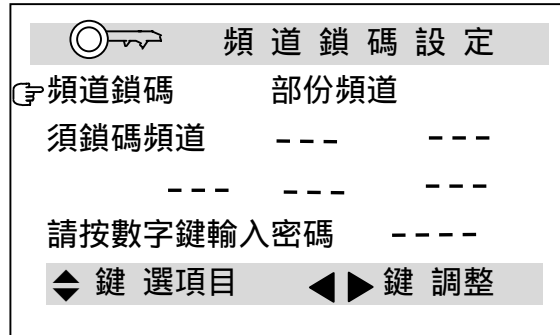 頻道鎖碼設定
頻道鎖碼 部份頻道
須鎖碼頻道 --- ---
--- --- ---
請按數字鍵輸入密碼 ----
鍵 選項目 鍵 調整